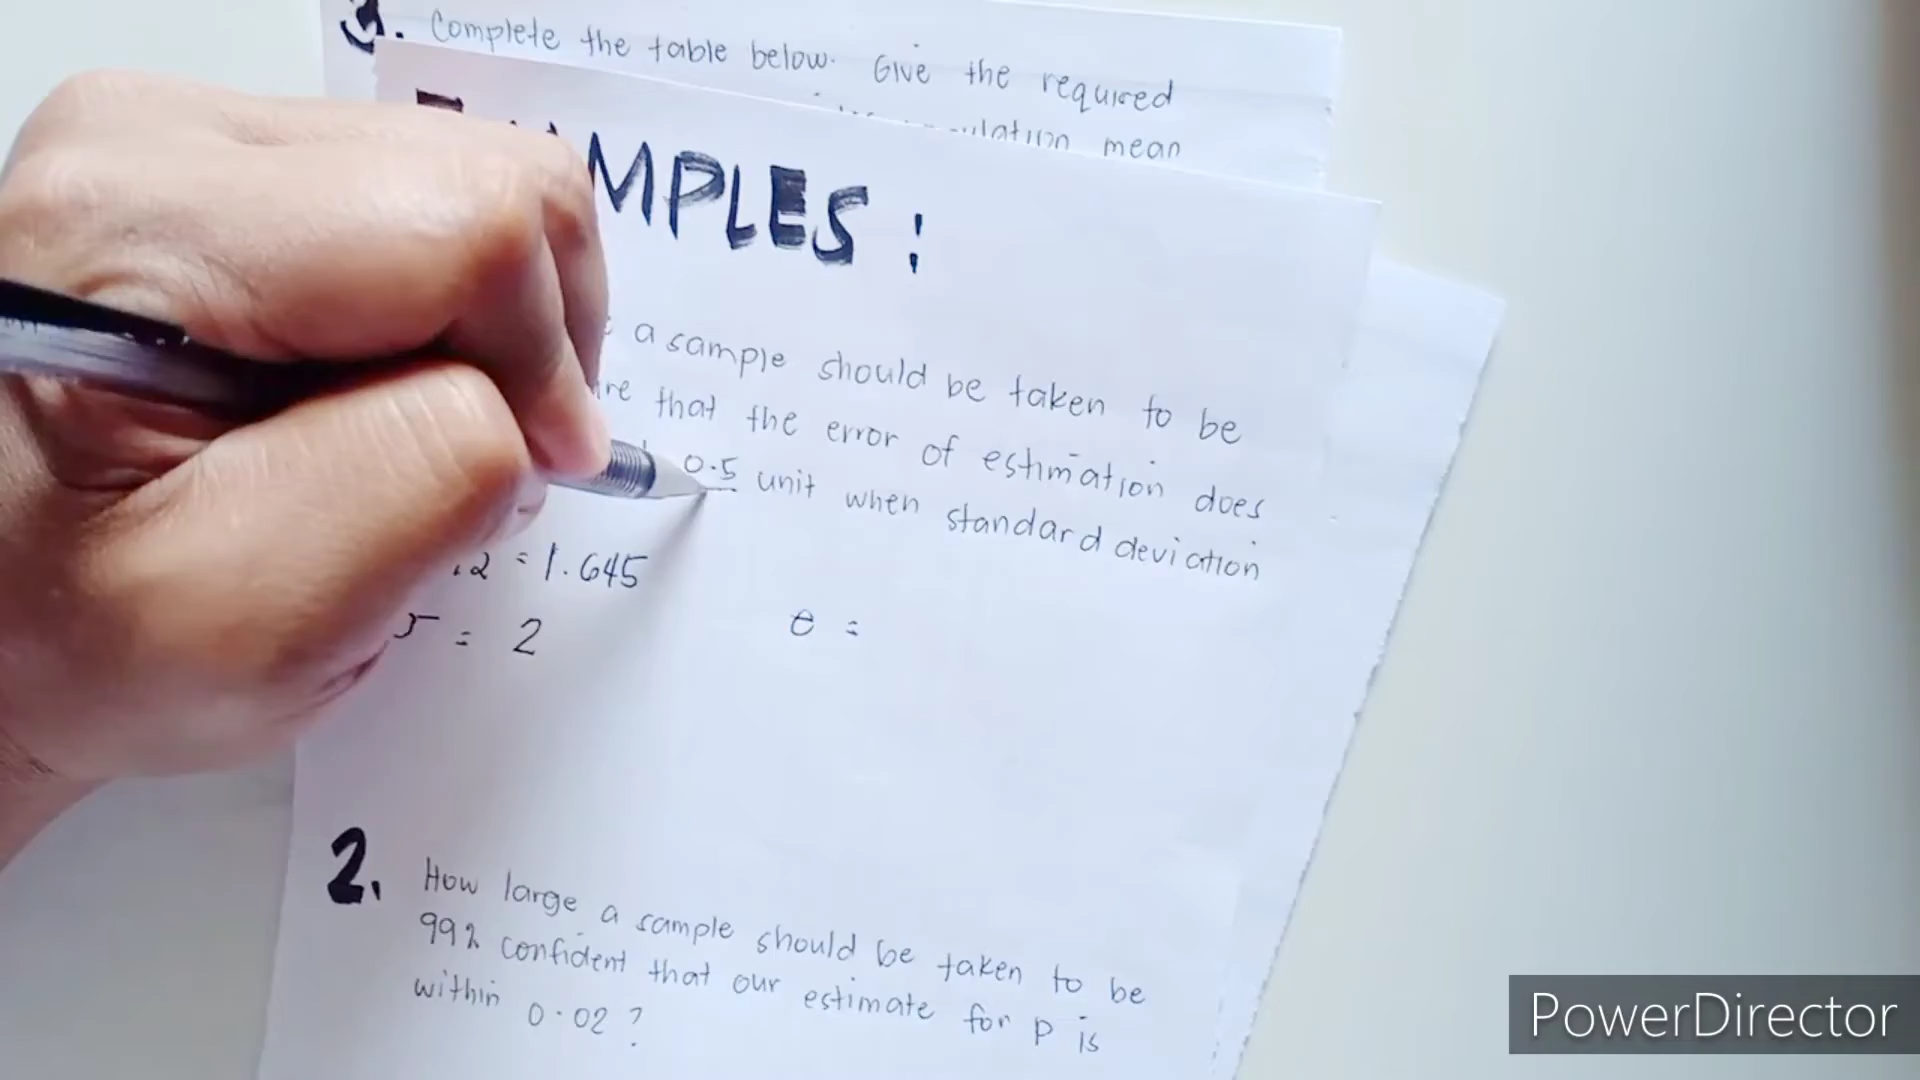 3. Complete the table below. Give the required
mean
MPLES:
a sample should be taken to be
that the error of estimation does
0.5 unit when standard deviation
= 1.645
= 2
e =
2. How large a sample should be taken to be
99% confident that our estimate for p is
within 0.02?
PowerDirector